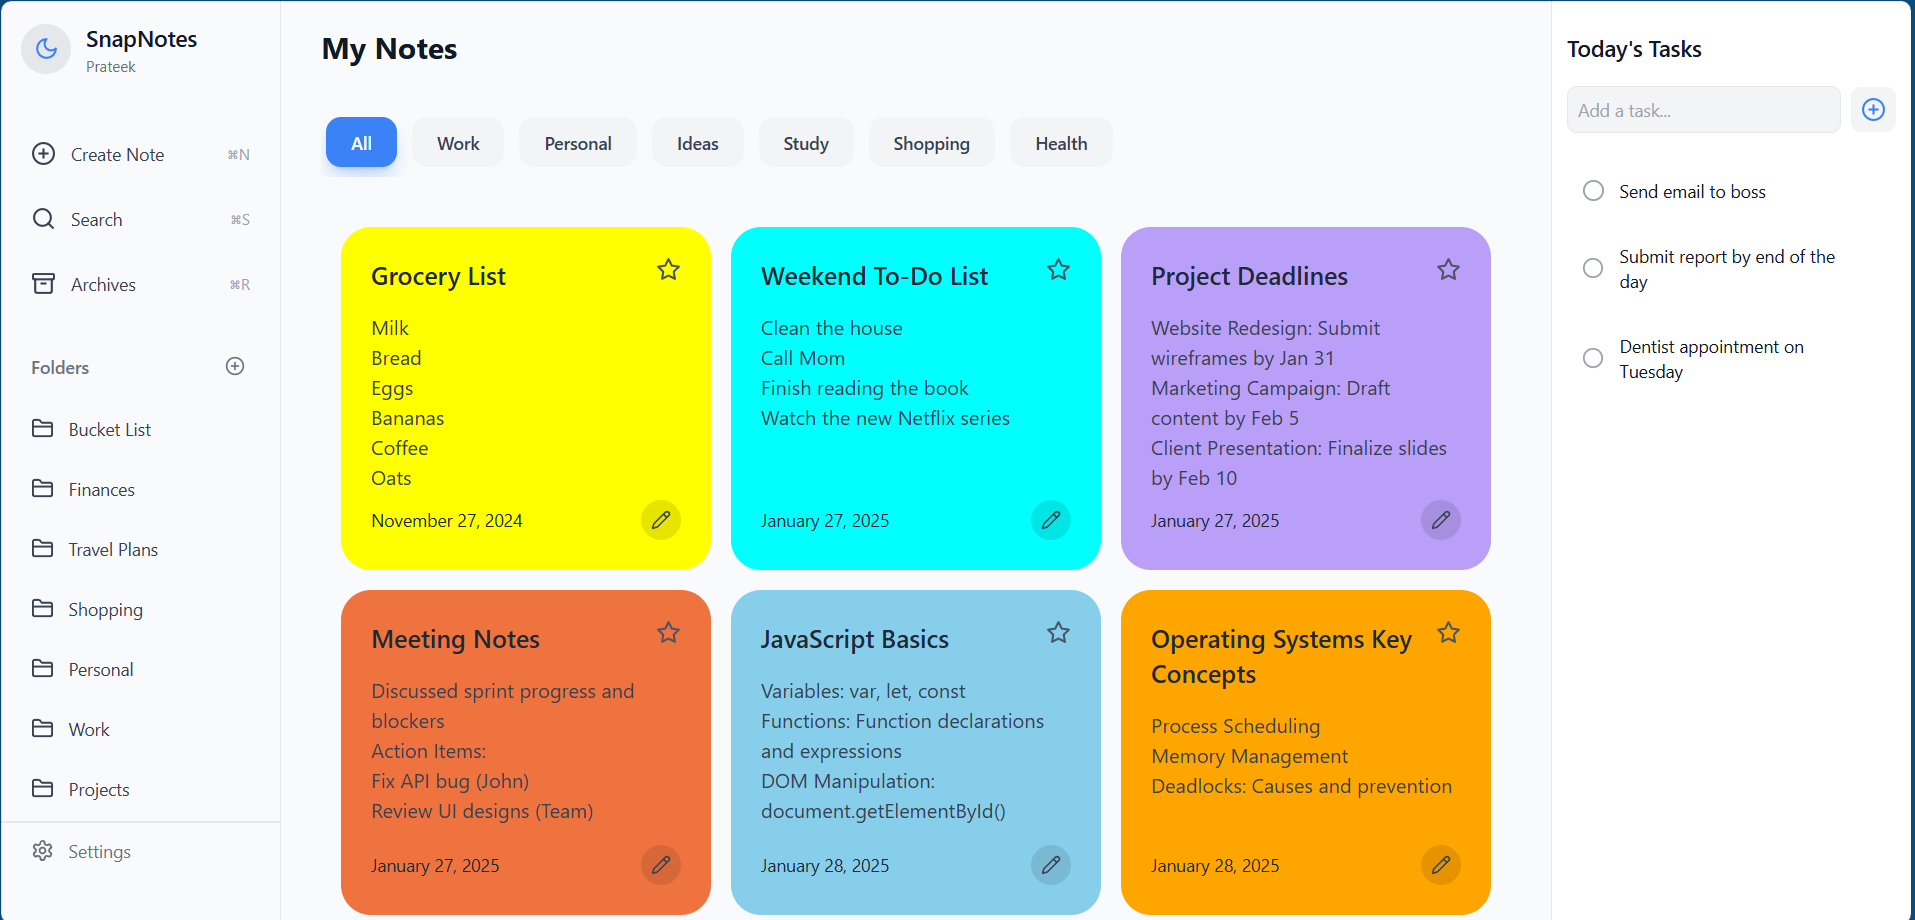 SnapNotes
Prateek
Create Note ⌘N
Search ⌘S
Archives ⌘R
Folders
Bucket List
Finances
Travel Plans
Shopping
Personal
Work
Projects
Settings
My Notes
All
Work
Personal
Ideas
Study
Shopping
Health
Grocery List
Milk
Bread
Eggs
Bananas
Coffee
Oats
November 27, 2024
Weekend To-Do List
Clean the house
Call Mom
Finish reading the book
Watch the new Netflix series
January 27, 2025
Project Deadlines
Website Redesign: Submit
wireframes by Jan 31
Marketing Campaign: Draft
content by Feb 5
Client Presentation: Finalize slides
by Feb 10
January 27, 2025
Meeting Notes
Discussed sprint progress and
blockers
Action Items:
Fix API bug (John)
Review UI designs (Team)
January 27, 2025
JavaScript Basics
Variables: var, let, const
Functions: Function declarations
and expressions
DOM Manipulation:
document.getElementById()
January 28, 2025
Operating Systems Key
Concepts
Process Scheduling
Memory Management
Deadlocks: Causes and prevention
January 28, 2025
Today's Tasks
Add a task...
Send email to boss
Submit report by end of the
day
Dentist appointment on
Tuesday